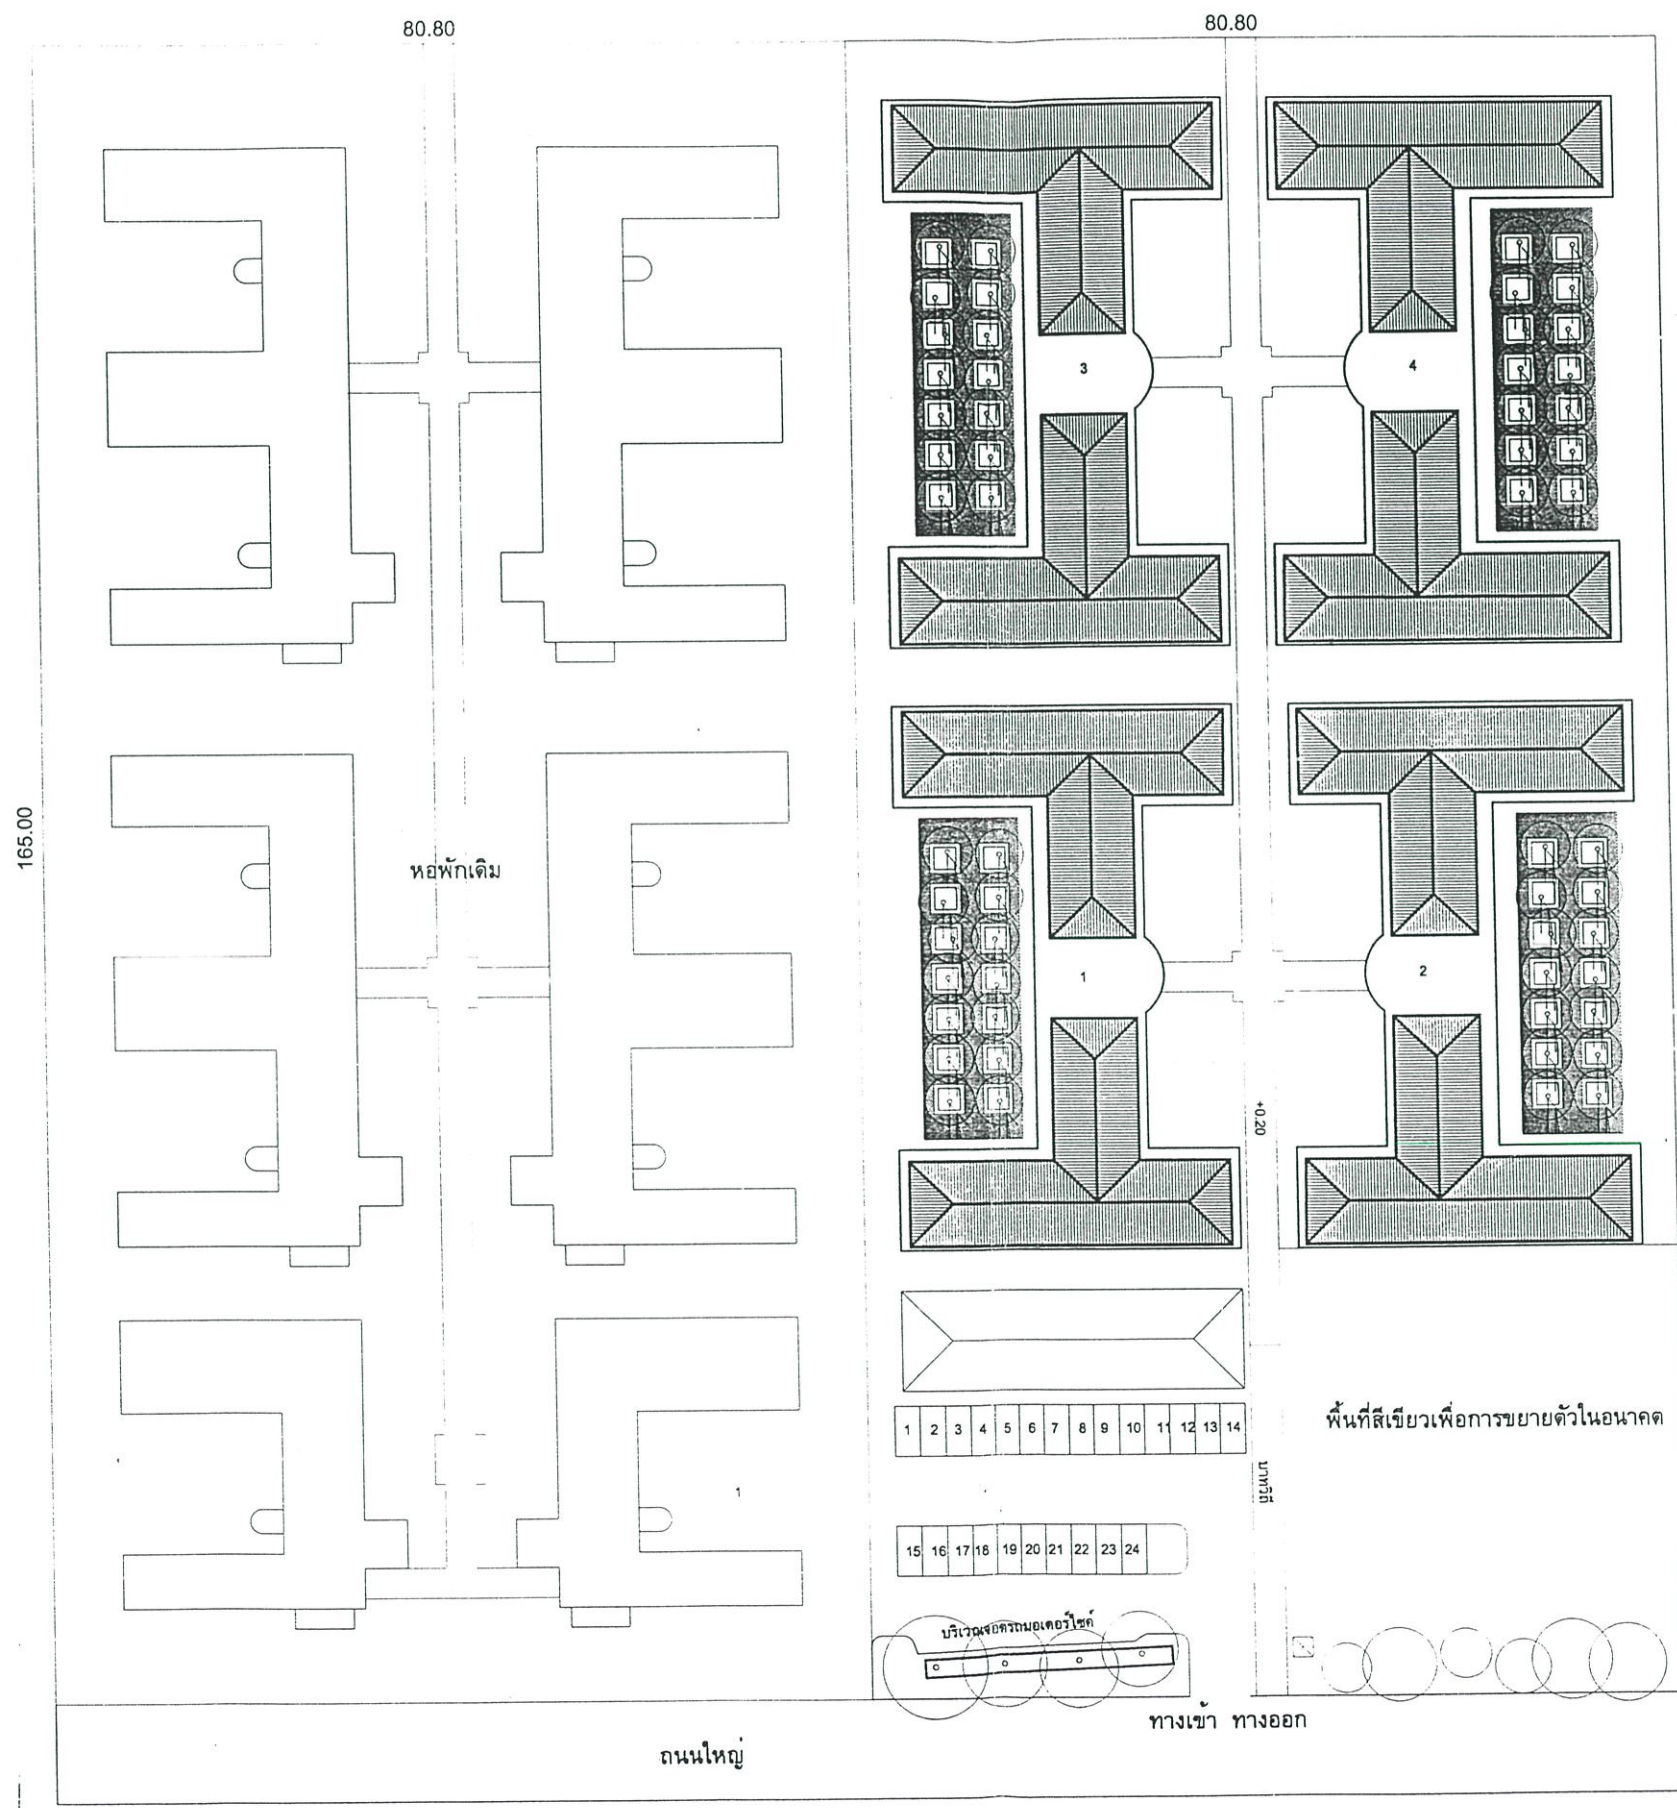 80.80
80.80
3
4
165.00
หอพักเดิม
1
2
+0.20
1 2 3 4 5 6 7 8 9 10 11 12 13 14
พื้นที่สีเขียวเพื่อการขยายตัวในอนาคต
บาทวิถี
1
15 16 17 18 19 20 21 22 23 24
บริเวณจอดรถมอเตอร์ไซค์
ทางเข้า ทางออก
ถนนใหญ่